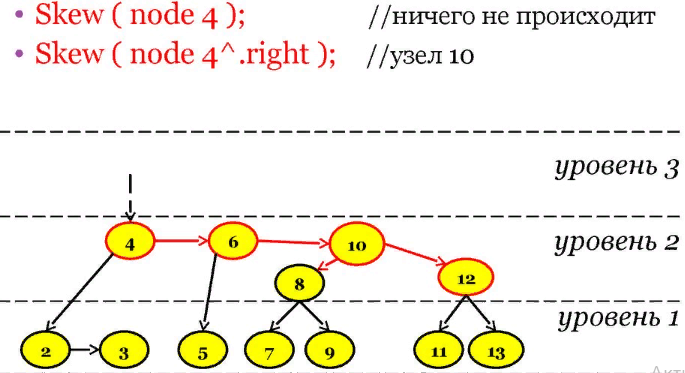 • Skew ( node 4 ); //ничего не происходит
• Skew ( node 4^.right ); //узел 10
уровень 3
4 6 10 уровень 2
8 12
уровень 1
2 3 5 7 9 11 13